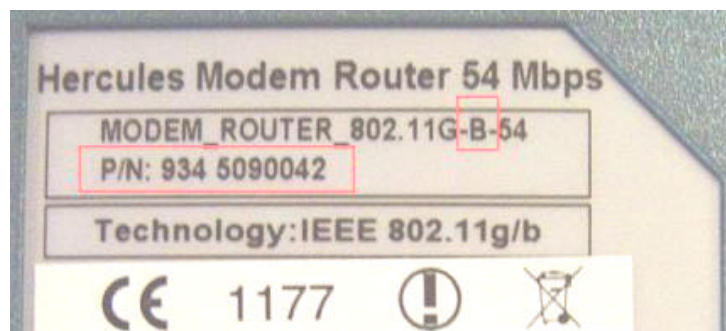 Hercules Modem Router 54 Mbps
MODEM_ROUTER_802.11G-B-54
P/N: 934 5090042
Technology:IEEE 802.11g/b
CE 1177